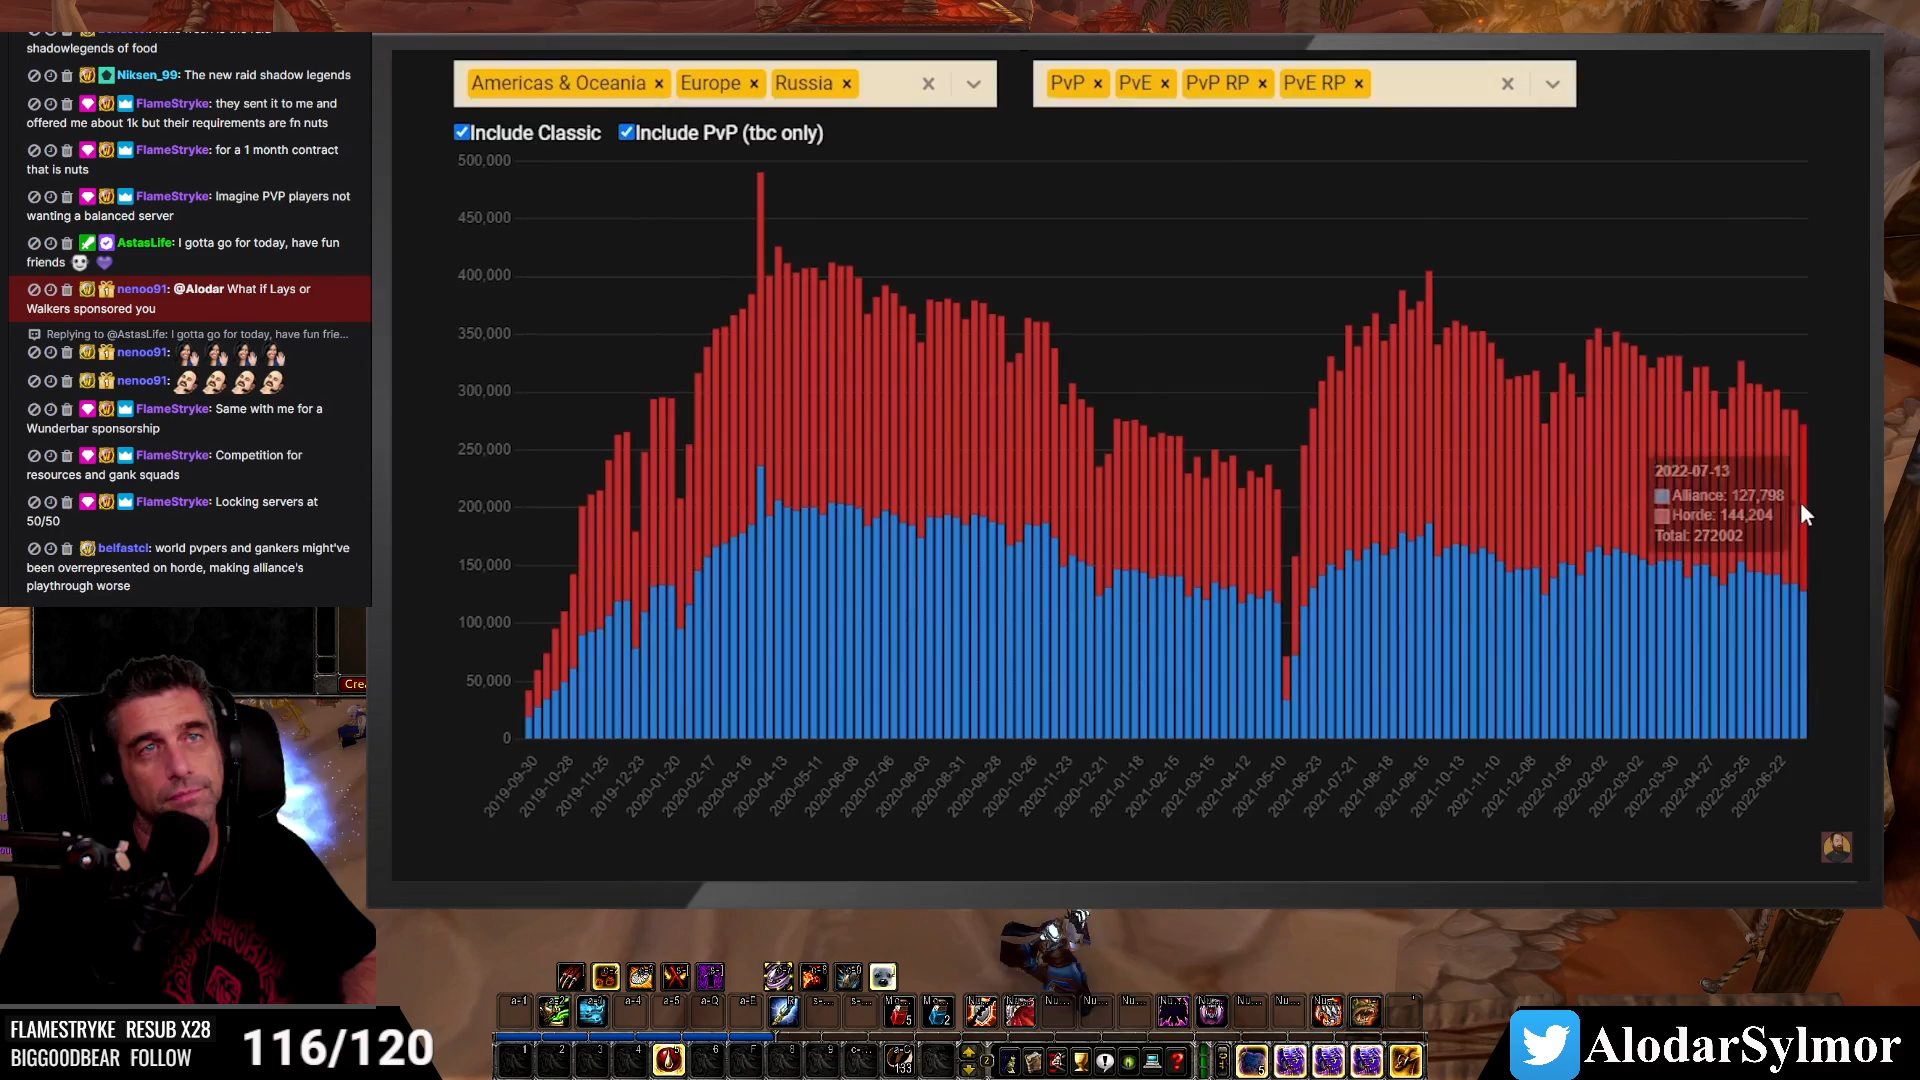 shadowlegends of food
Niksen_99: The new raid shadow legends
FlameStryke: they sent it to me and
offered me about 1k but their requirements are fn nuts
FlameStryke: for a 1 month contract
that is nuts
FlameStryke: Imagine PVP players not
wanting a balanced server
AstasLife: I gotta go for today, have fun
friends
nenoo91: @Alodar What if Lays or
Walkers sponsored you
Replying to @AstasLife: I gotta go for today, have fun frie...
nenoo91:
nenoo91:
FlameStryke: Same with me for a
Wunderbar sponsorship
FlameStryke: Competition for
resources and gank squads
FlameStryke: Locking servers at
50/50
belfastcl: world pvpers and gankers might've
been overrepresented on horde, making alliance's
playthrough worse
Americas & Oceania × Europe × Russia ×
PvP × PvE × PvP RP × PvE RP ×
Include Classic Include PvP (tbc only)
500,000
450,000
400,000
350,000
300,000
250,000
200,000
150,000
100,000
50,000
0
2022-07-13
Alliance: 127,798
Horde: 144,204
Total: 272002
2019-09-30
2019-10-28
2019-11-25
2019-12-23
2020-01-20
2020-02-17
2020-03-16
2020-04-13
2020-05-11
2020-06-08
2020-07-06
2020-08-03
2020-08-31
2020-09-28
2020-10-26
2020-11-23
2020-12-21
2021-01-18
2021-02-15
2021-03-15
2021-04-12
2021-05-10
2021-06-23
2021-07-21
2021-08-18
2021-09-15
2021-10-13
2021-11-10
2021-12-08
2022-01-05
2022-02-02
2022-03-02
2022-03-30
2022-04-27
2022-05-25
2022-06-22
Crea
a-1 a-2 a-4 a-5 a-Q a-E
1 2 3 4 5 6 F 8 9
133
FLAMESTRYKE RESUB X28
BIGGOODBEAR FOLLOW
116/120
AlodarSylmor